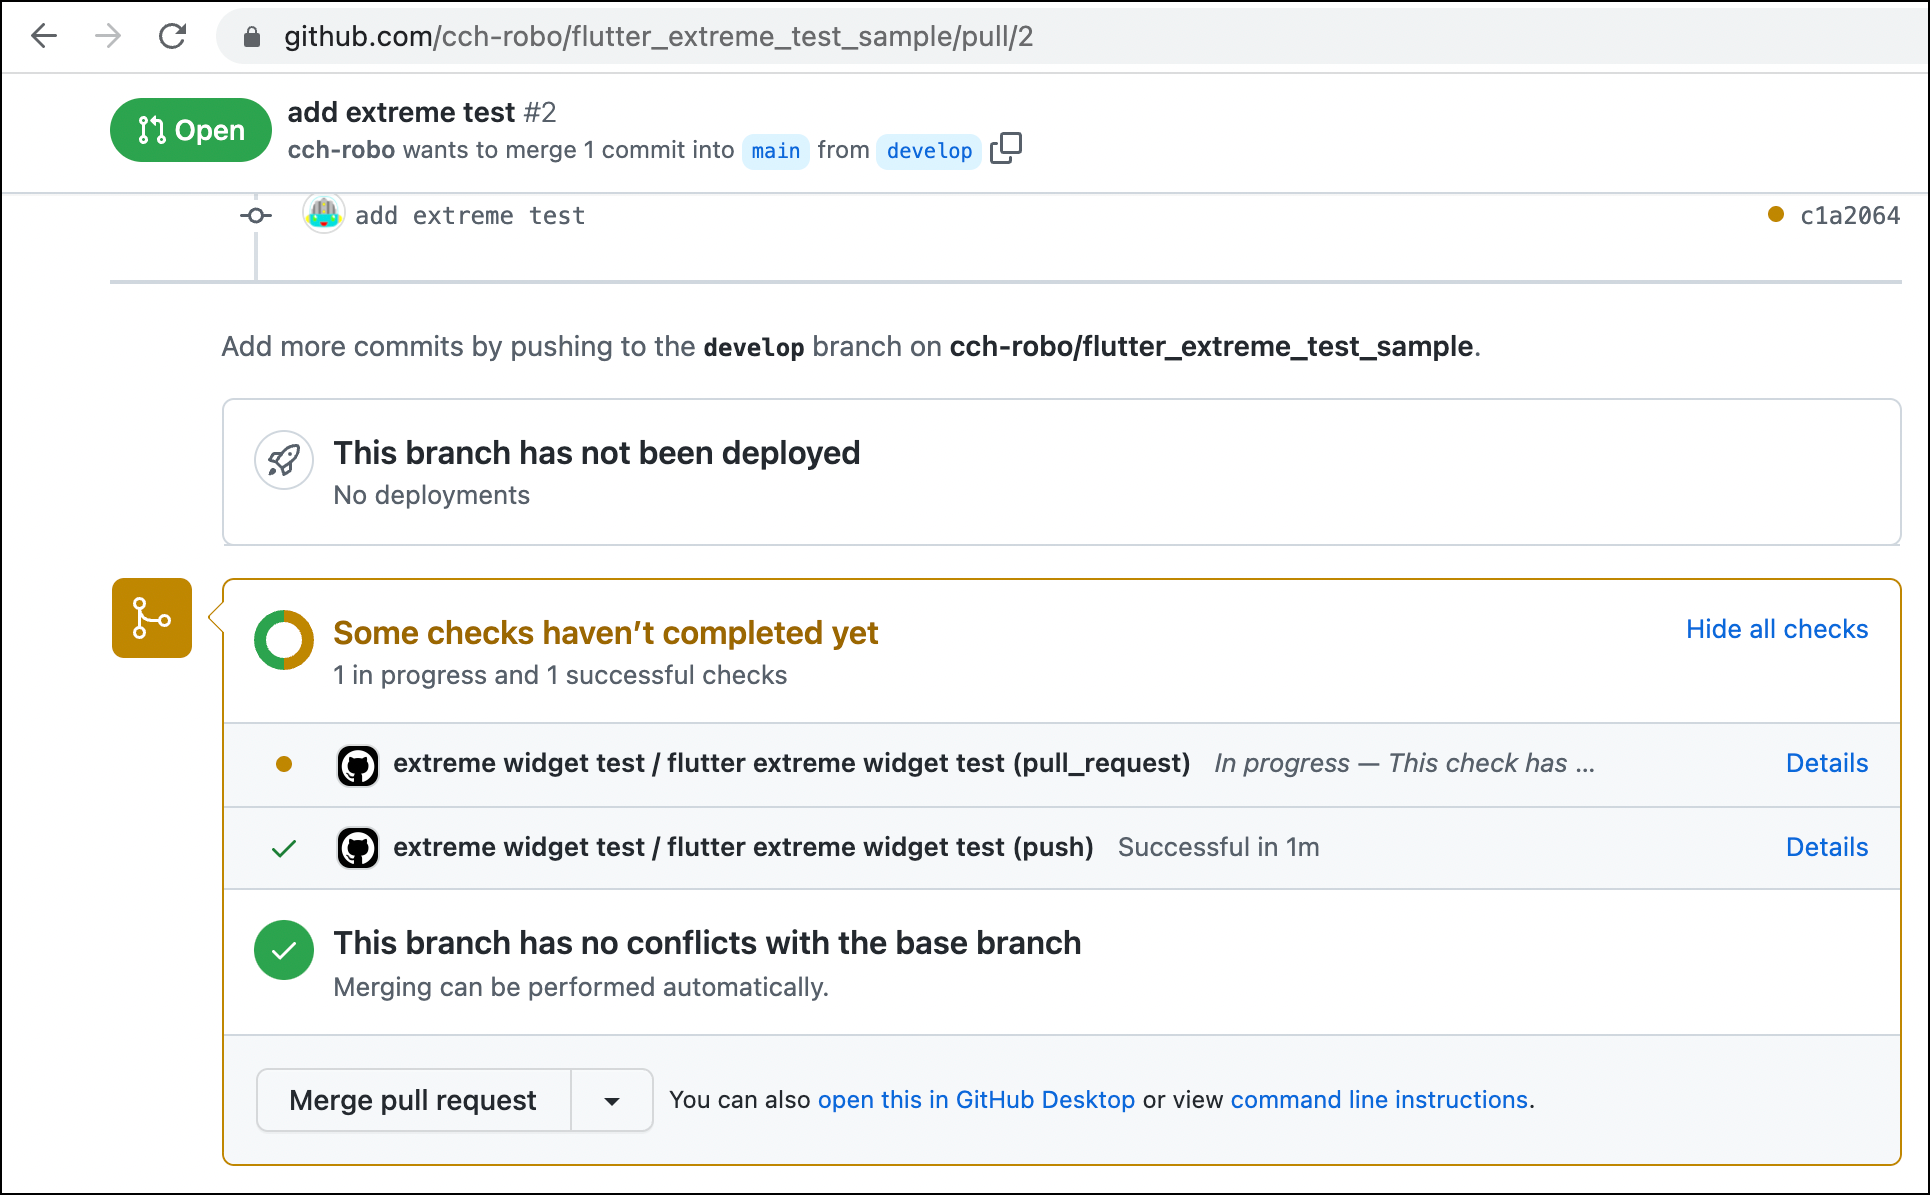 github.com/cch-robo/flutter_extreme_test_sample/pull/2
Open
add extreme test #2
cch-robo wants to merge 1 commit into main from develop
add extreme test c1a2064
Add more commits by pushing to the develop branch on cch-robo/flutter_extreme_test_sample.
This branch has not been deployed
No deployments
Some checks haven’t completed yet Hide all checks
1 in progress and 1 successful checks
extreme widget test / flutter extreme widget test (pull_request) In progress — This check has ... Details
extreme widget test / flutter extreme widget test (push) Successful in 1m Details
This branch has no conflicts with the base branch
Merging can be performed automatically.
Merge pull request You can also open this in GitHub Desktop or view command line instructions.